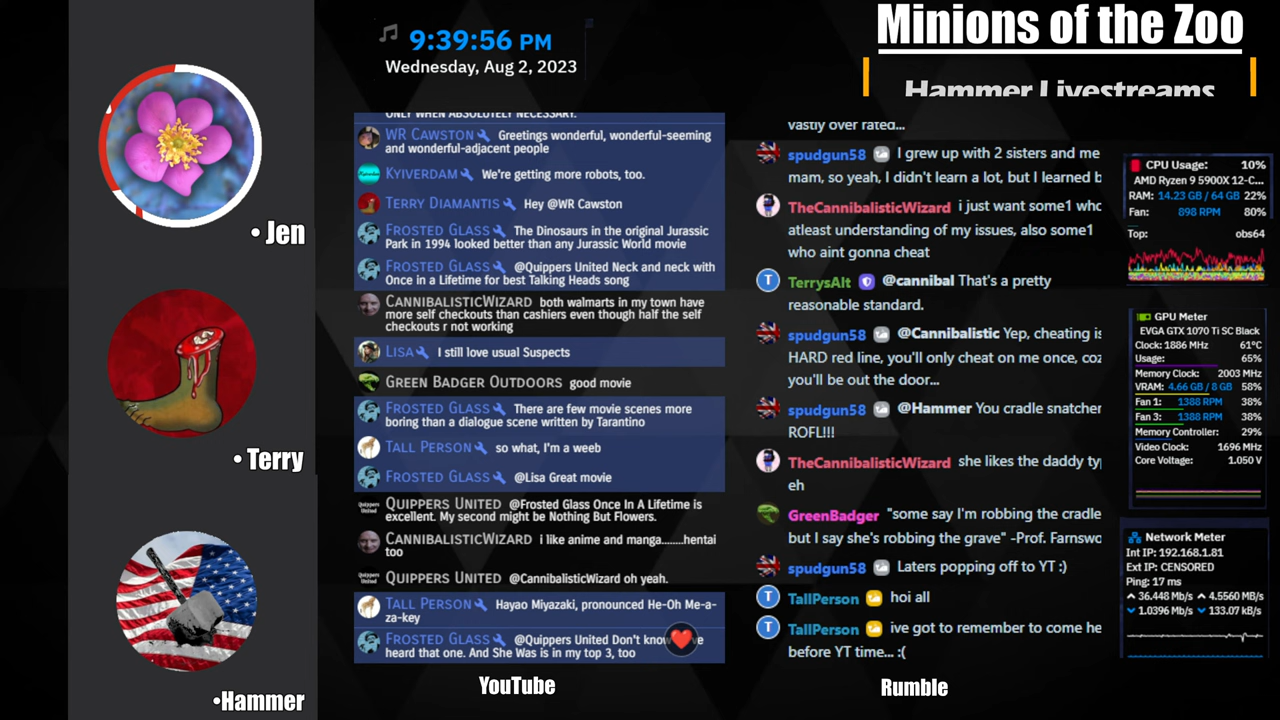 9:39:56 PM
Wednesday, Aug 2, 2023
Minions of the Zoo
Hammer Livestreams
• Jen
• Terry
•Hammer
ONLY WHEN ABSOLUTELY NECESSARY.
WR CAWSTON Greetings wonderful, wonderful-seeming
and wonderful-adjacent people
KYIVERDAM We're getting more robots, too.
TERRY DIAMANTIS Hey @WR Cawston
FROSTED GLASS The Dinosaurs in the original Jurassic
Park in 1994 looked better than any Jurassic World movie
FROSTED GLASS @Quippers United Neck and neck with
Once in a Lifetime for best Talking Heads song
CANNIBALISTICWIZARD both walmarts in my town have
more self checkouts than cashiers even though half the self
checkouts r not working
LISA I still love usual Suspects
GREEN BADGER OUTDOORS good movie
FROSTED GLASS There are few movie scenes more
boring than a dialogue scene written by Tarantino
TALL PERSON so what, I'm a weeb
FROSTED GLASS @Lisa Great movie
Quippers United
QUIPPERS UNITED @Frosted Glass Once In A Lifetime is
excellent. My second might be Nothing But Flowers.
CANNIBALISTICWIZARD i like anime and manga........hentai
too
Quippers United
QUIPPERS UNITED @CannibalisticWizard oh yeah.
TALL PERSON Hayao Miyazaki, pronounced He-Oh Me-a-
za-key
FROSTED GLASS @Quippers United Don't know
heard that one. And She Was is in my top 3, too
YouTube
vastly over rated...
spudgun58 I grew up with 2 sisters and me
mam, so yeah, I didn't learn a lot, but I learned b
TheCannibalisticWizard i just want some1 who
atleast understanding of my issues, also some1
who aint gonna cheat
T TerrysAlt @cannibal That's a pretty
reasonable standard.
spudgun58 @Cannibalistic Yep, cheating is
HARD red line, you'll only cheat on me once, coz
you'll be out the door...
spudgun58 @Hammer You cradle snatcher
ROFL!!!
TheCannibalisticWizard she likes the daddy ty
eh
GreenBadger "some say I'm robbing the cradle
but I say she's robbing the grave" -Prof. Farnswo
spudgun58 Laters popping off to YT :)
T TallPerson hoi all
T TallPerson ive got to remember to come he
before YT time... :(
Rumble
CPU Usage: 10%
AMD Ryzen 9 5900X 12-C...
RAM: 14.23 GB / 64 GB 22%
Fan: 898 RPM 80%
Top: obs64
GPU Meter
EVGA GTX 1070 Ti SC Black
Clock: 1886 MHz 61°C
Usage: 65%
Memory Clock: 2003 MHz
VRAM: 4.66 GB / 8 GB 58%
Fan 1: 1388 RPM 38%
Fan 3: 1388 RPM 38%
Memory Controller: 29%
Video Clock: 1696 MHz
Core Voltage: 1.050 V
Network Meter
Int IP: 192.168.1.81
Ext IP: CENSORED
Ping: 17 ms
36.448 Mb/s 4.5560 MB/s
1.0396 Mb/s 133.07 kB/s